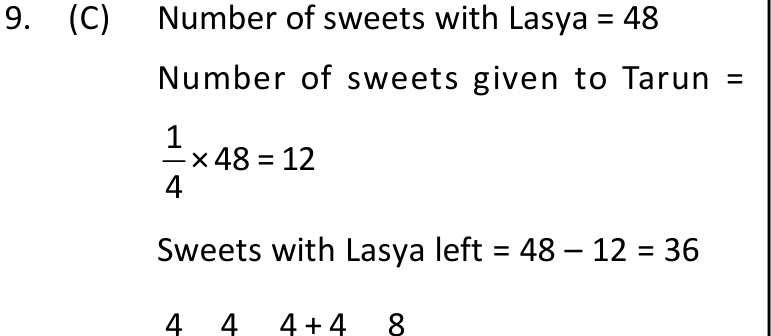 9. (C) Number of sweets with Lasya = 48
Number of sweets given to Tarun =
1/4 × 48 = 12
Sweets with Lasya left = 48 – 12 = 36
4 4 4 + 4 8